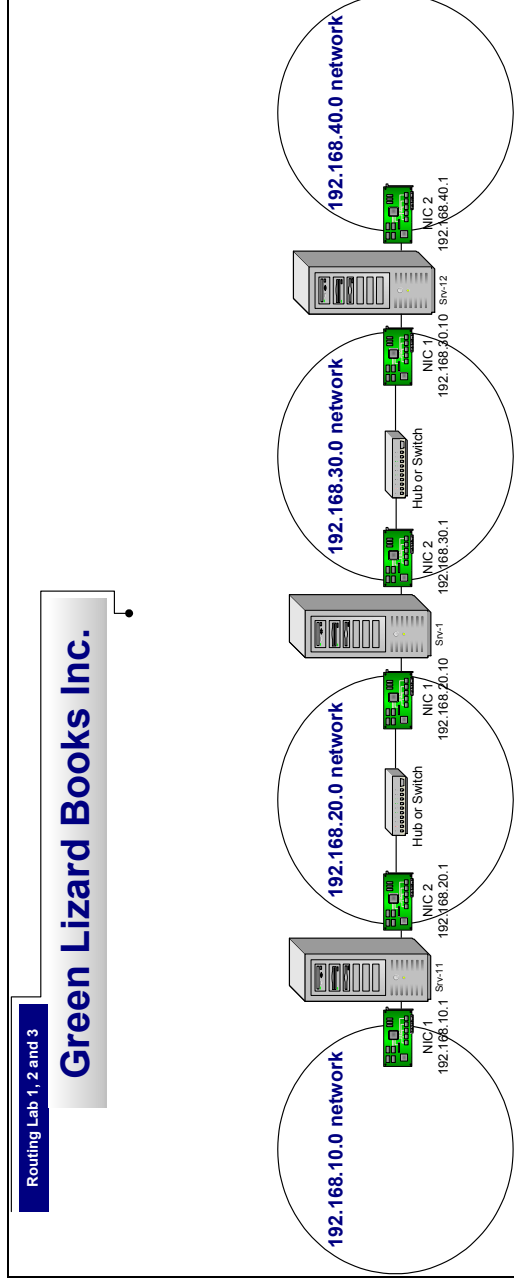 Routing Lab 1, 2 and 3
Green Lizard Books Inc.
192.168.10.0 network
192.168.20.0 network
192.168.30.0 network
192.168.40.0 network
NIC 1
192.168.10.1
Srv-11
NIC 2
192.168.20.1
Hub or Switch
NIC 1
192.168.20.10
Srv-1
NIC 2
192.168.30.1
Hub or Switch
NIC 1
192.168.30.10
Srv-12
NIC 2
192.168.40.1